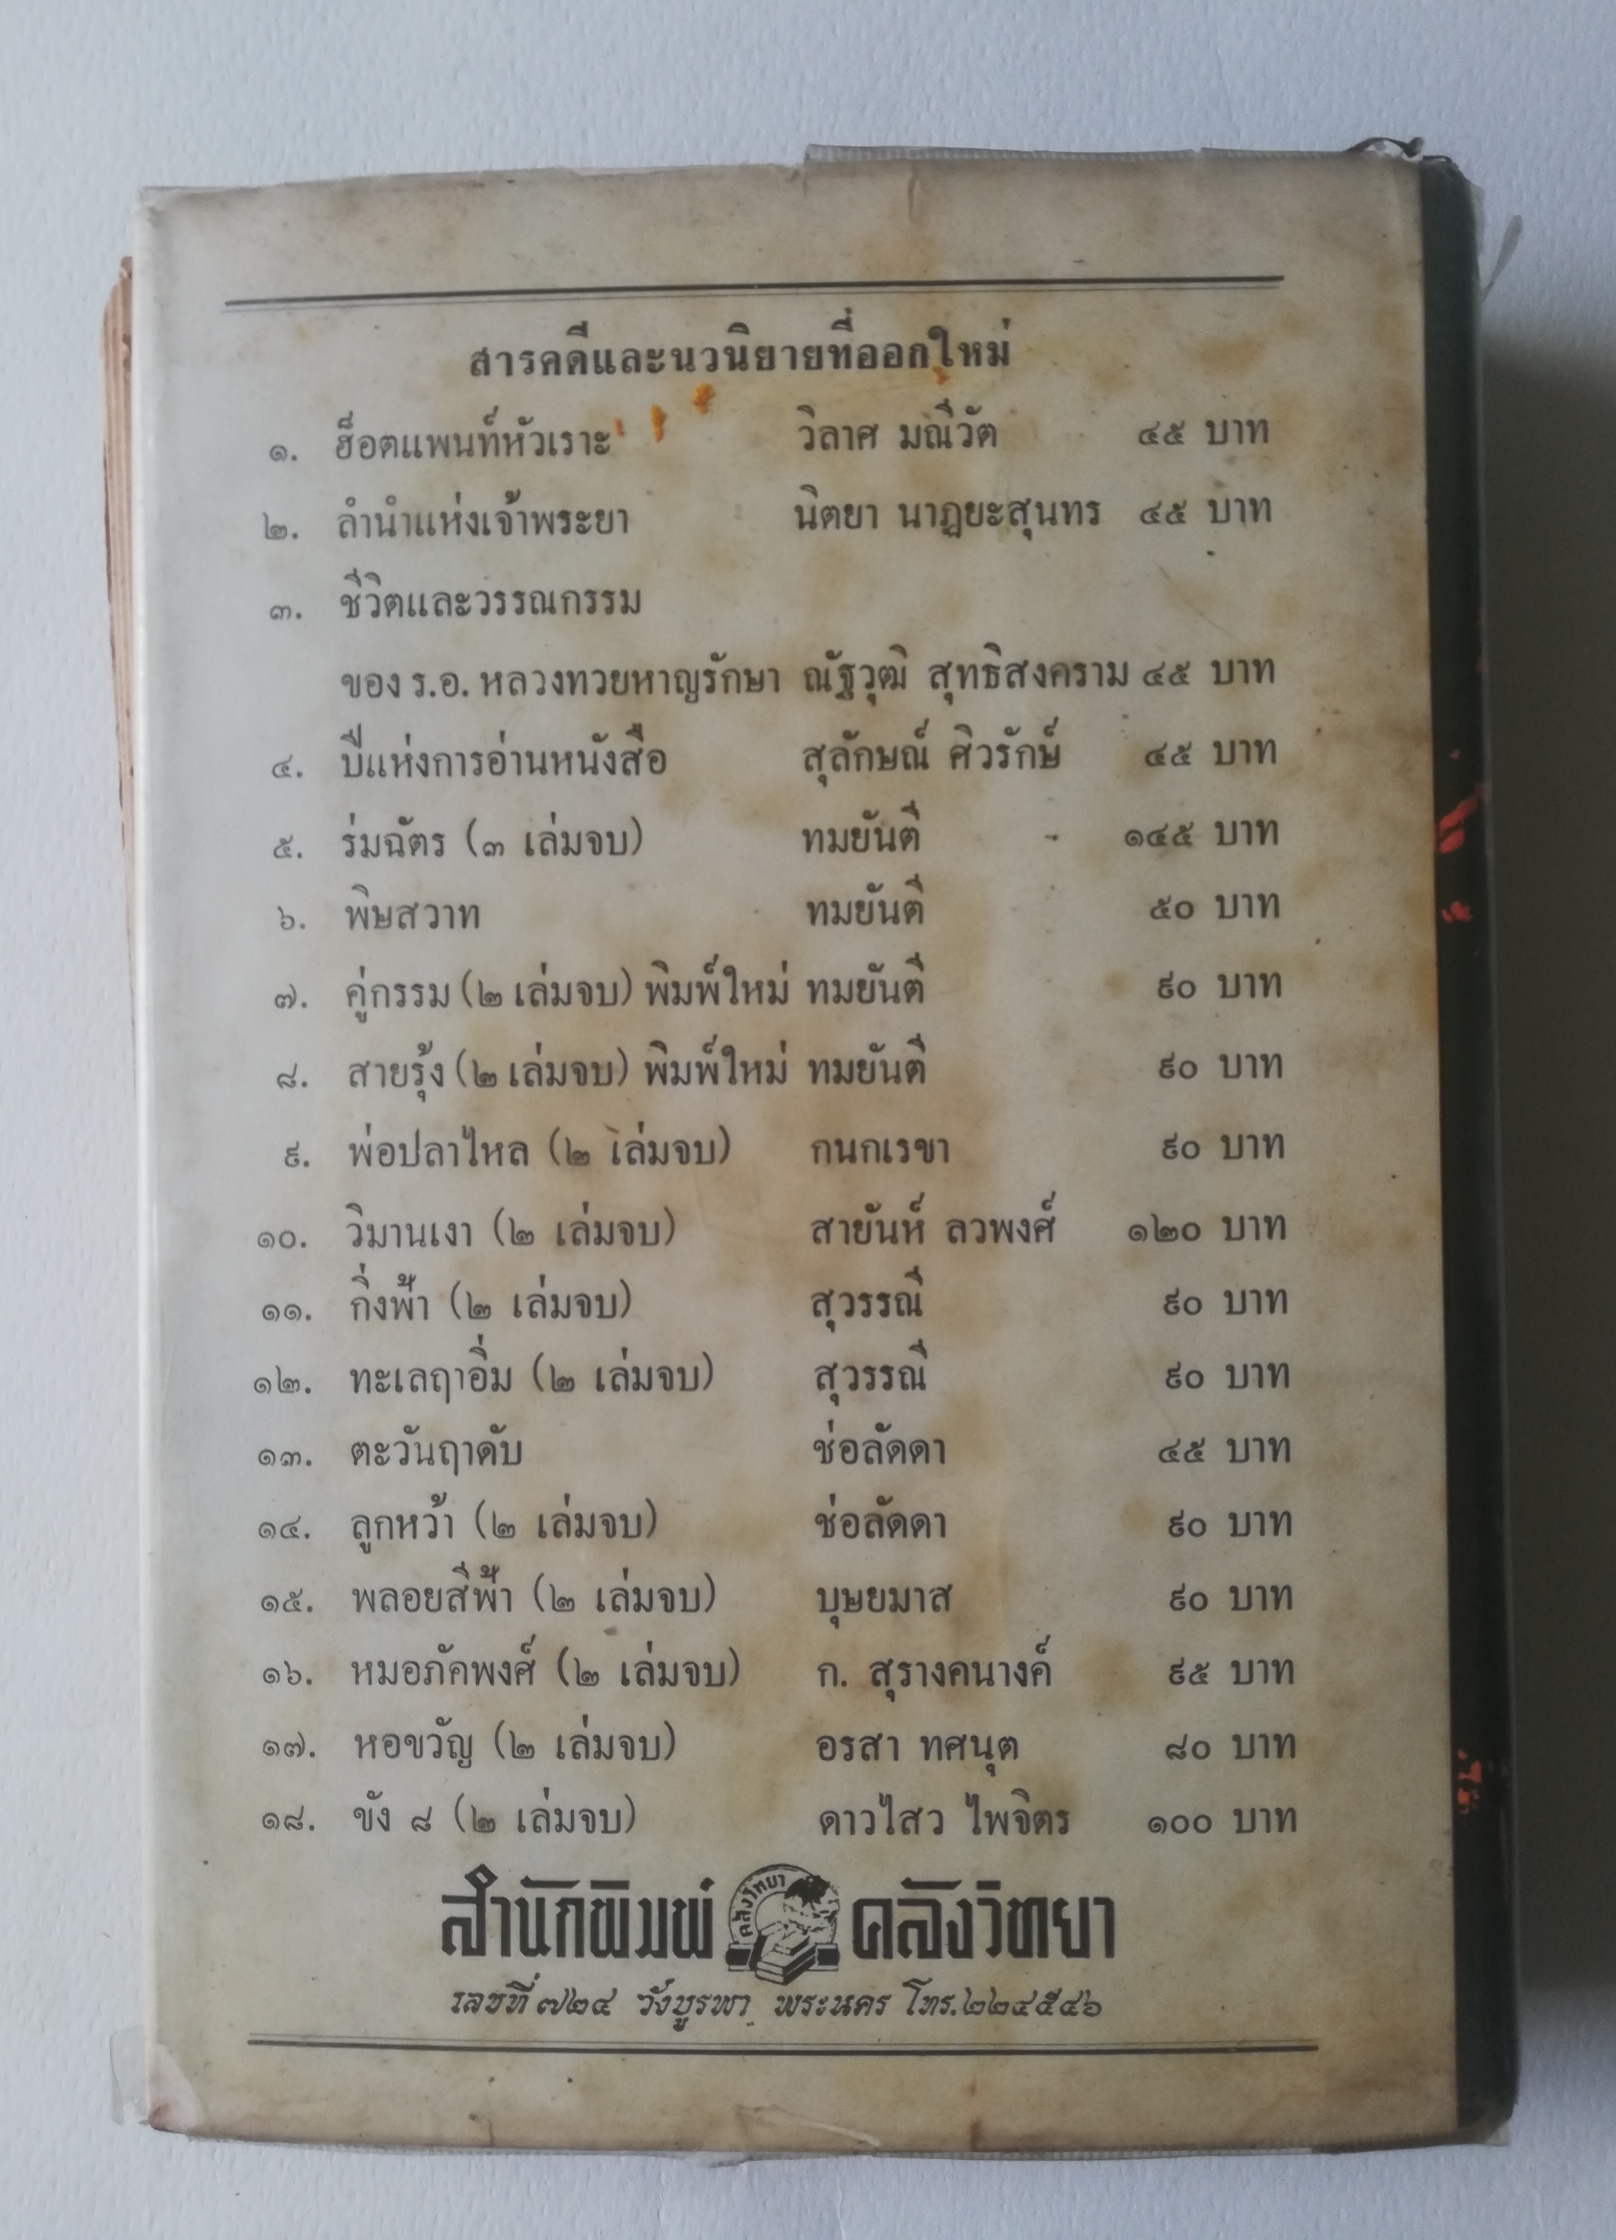 สารคดีและนวนิยายที่ออกใหม่
๑. ฮ็อตแพนท์หัวเราะ วิลาศ มณีวัต ๔๕ บาท
๒. ลำนำแห่งเจ้าพระยา นิตยา นาฏยะสุนทร ๔๕ บาท
๓. ชีวิตและวรรณกรรม
ของ ร.อ. หลวงทวยหาญรักษา ณัฐวุฒิ สุทธิสงคราม ๔๕ บาท
๔. ปีแห่งการอ่านหนังสือ สุลักษณ์ ศิวรักษ์ ๔๕ บาท
๕. ร่มฉัตร (๓ เล่มจบ) ทมยันตี ๑๔๕ บาท
๖. พิษสวาท ทมยันตี ๕๐ บาท
๗. คู่กรรม (๒ เล่มจบ) พิมพ์ใหม่ ทมยันตี ๙๐ บาท
๘. สายรุ้ง (๒ เล่มจบ) พิมพ์ใหม่ ทมยันตี ๙๐ บาท
๙. พ่อปลาไหล (๒ เล่มจบ) กนกเรขา ๙๐ บาท
๑๐. วิมานเงา (๒ เล่มจบ) สายันห์ ลวพงศ์ ๑๒๐ บาท
๑๑. กิ่งฟ้า (๒ เล่มจบ) สุวรรณี ๙๐ บาท
๑๒. ทะเลฤาอิ่ม (๒ เล่มจบ) สุวรรณี ๙๐ บาท
๑๓. ตะวันฤาดับ ช่อลัดดา ๔๕ บาท
๑๔. ลูกหว้า (๒ เล่มจบ) ช่อลัดดา ๙๐ บาท
๑๕. พลอยสีฟ้า (๒ เล่มจบ) บุษยมาส ๙๐ บาท
๑๖. หมอภัคพงศ์ (๒ เล่มจบ) ก. สุรางคนางค์ ๙๕ บาท
๑๗. หอขวัญ (๒ เล่มจบ) อรสา ทศนุต ๘๐ บาท
๑๘. ขัง ๘ (๒ เล่มจบ) ดาวไสว ไพจิตร ๑๐๐ บาท
สำนักพิมพ์ คลังวิทยา คลังวิทยา
เลขที่ ๗๒๔ วังบูรพา พระนคร โทร.๒๒๔๕๔๖